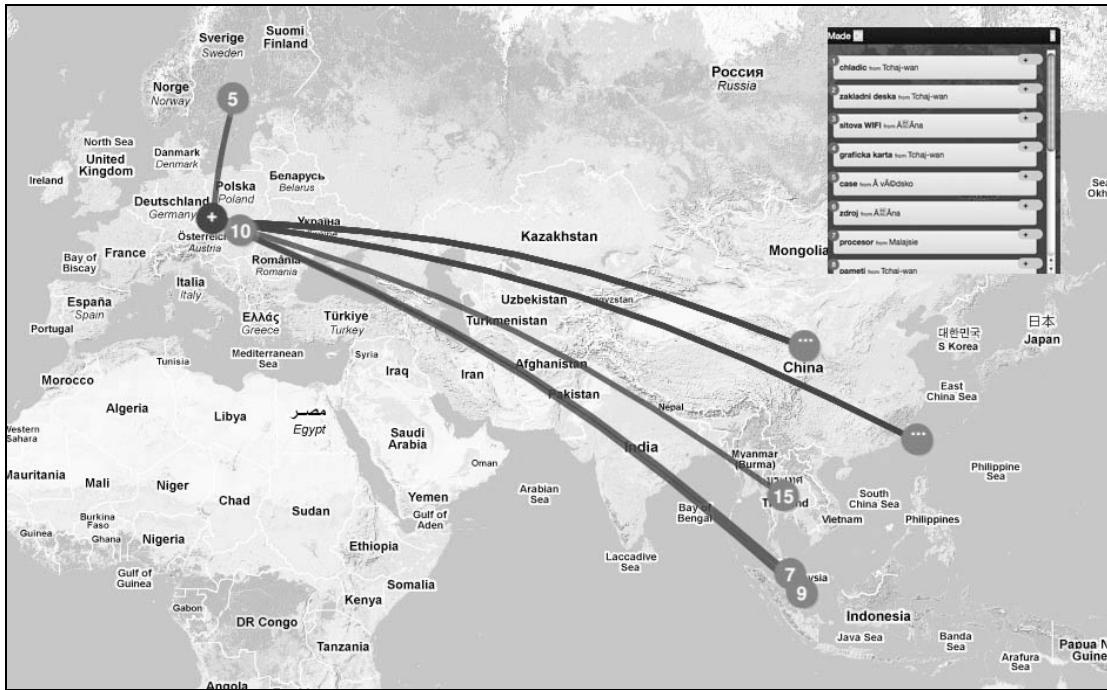 Sverige
Sweden
Suomi
Finland
Norge
Norway
5
Россия
Russia
North Sea
United
Kingdom
Ireland
Danmark
Denmark
Беларусь
Belarus
Polska
Poland
Deutschland
Germany
+
10
Österreich
Austria
Україна
France
Bay of
Biscay
România
Romania
Italia
Italy
España
Spain
Portugal
Ελλάς
Greece
Türkiye
Turkey
Mediterranean
Sea
Tunisia
Syria
Morocco
Algeria
Libya
مصر
Egypt
Western
Sahara
Mauritania
Mali
Niger
Chad
Sudan
Burkina
Faso
Guinea
Ghana
Nigeria
Gulf of
Guinea
Gabon
DR Congo
Angola
Tanzania
Kenya
Ethiopia
Somalia
Iraq
Iran
Saudi
Arabia
Yemen
Gulf of
Aden
Oman
Arabian
Sea
Kazakhstan
Uzbekistan
Kyrgyzstan
Turkmenistan
Afghanistan
Pakistan
Nepal
India
Laccadive
Sea
Bay of
Bengal
Mongolia
...
China
...
대한민국
S Korea
日本
Japan
East
China Sea
Philippine
Sea
Myanmar
(Burma)
15
Vietnam
South
China Sea
Philippines
7
9
Indonesia
Java Sea
Banda
Sea
Arafura
Sea
Papua N
Guine
Made
chladic from Tchaj-wan
+
zakladni deska from Tchaj-wan
+
sitova WIFI from
+
graficka karta from Tchaj-wan
+
case from Å vÃ©dsko
+
zdroj from
+
procesor from Malajsie
+
pameti from Tchaj-wan
+